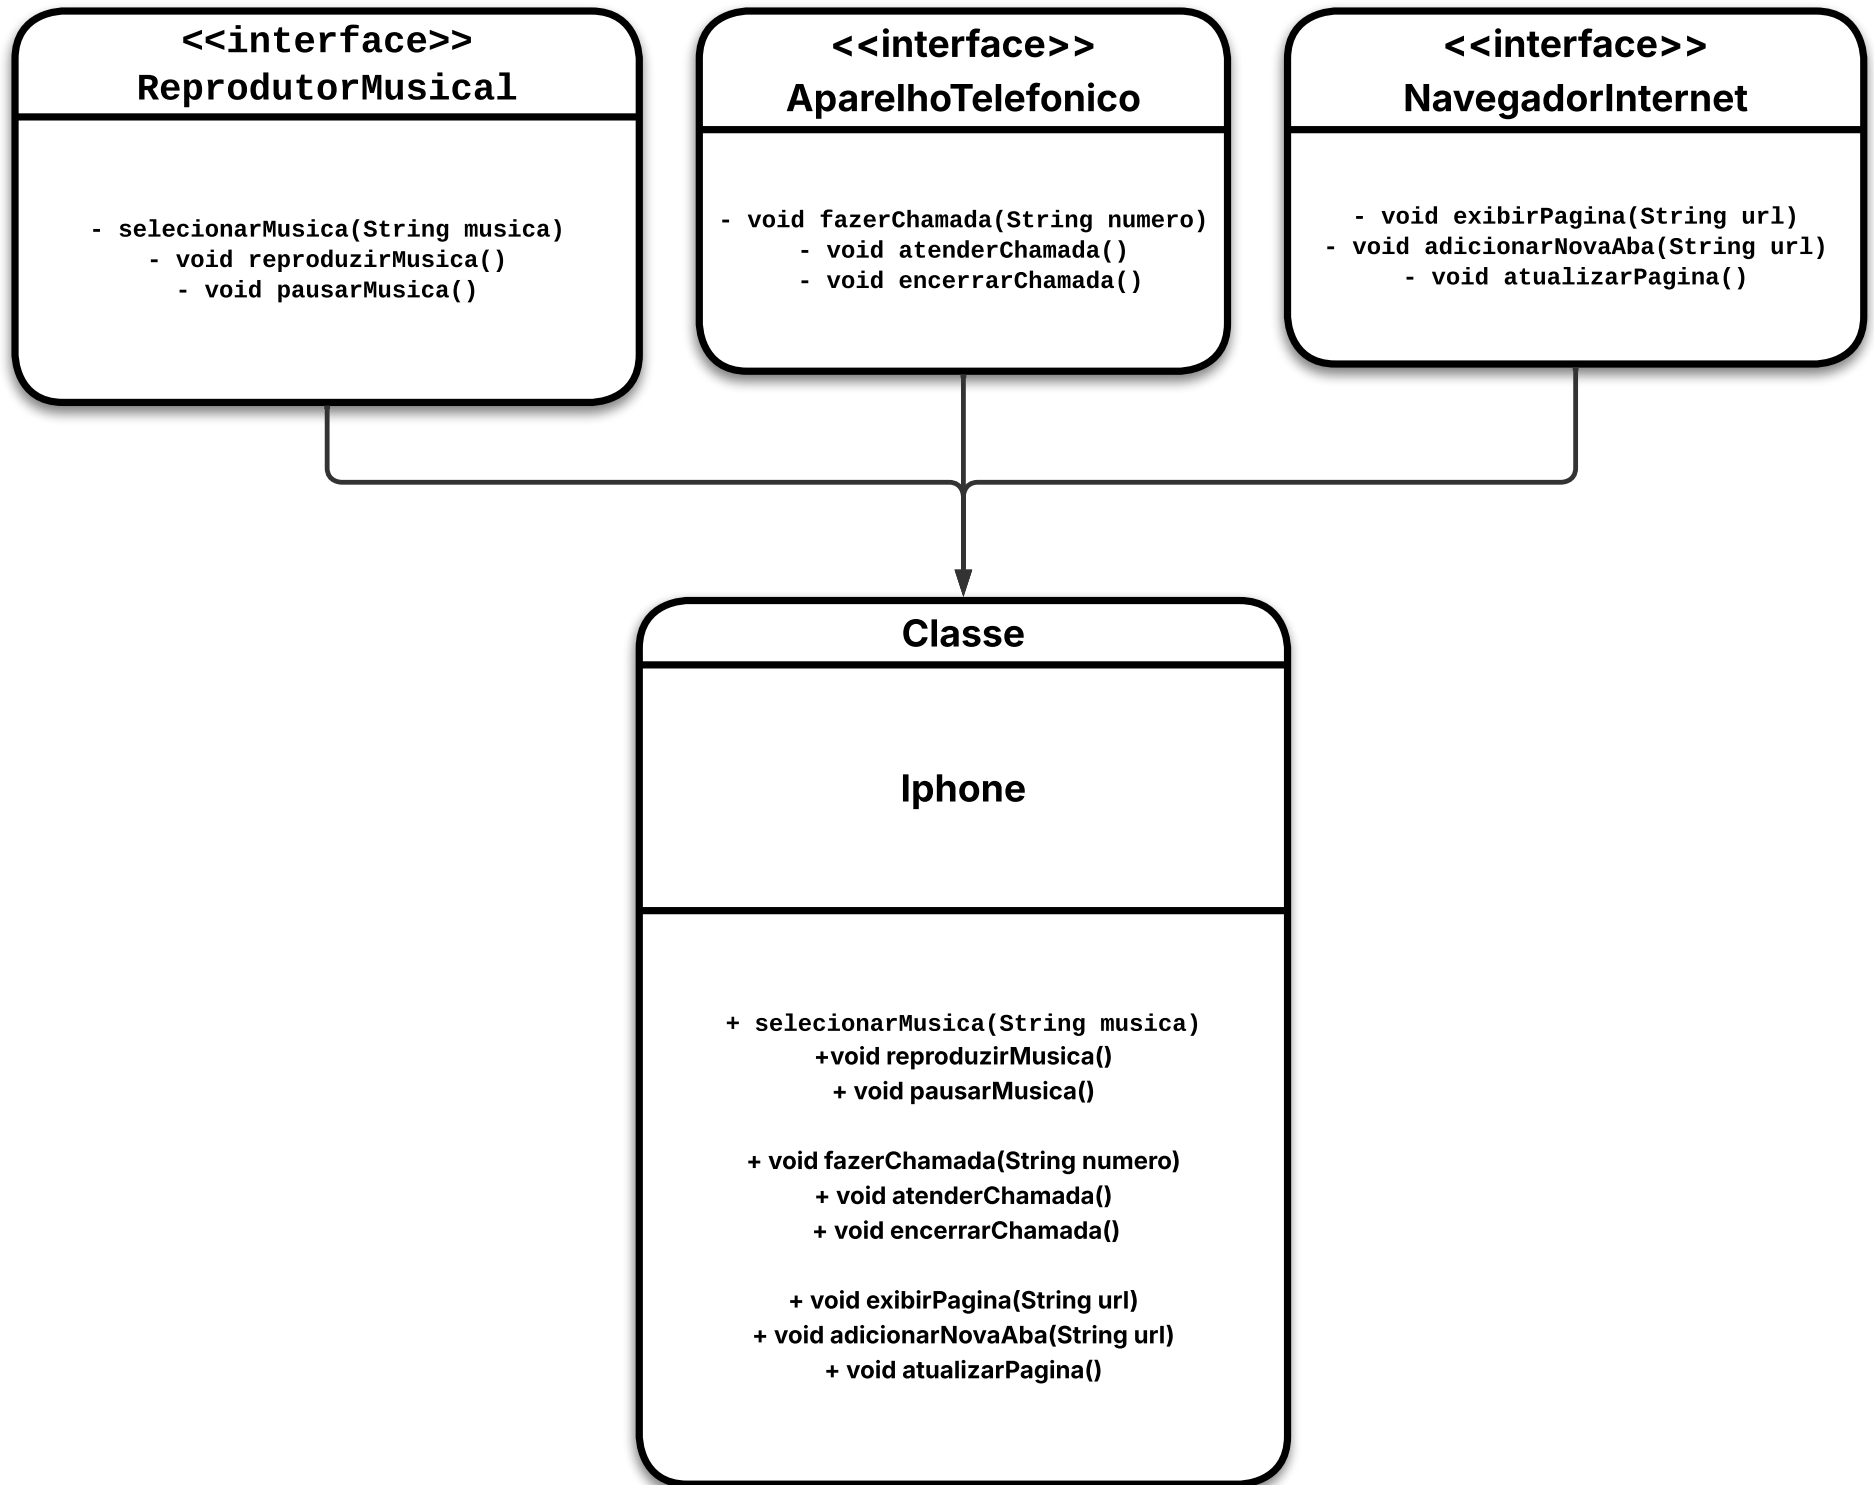 <<interface>>
ReprodutorMusical
- selecionarMusica(String musica)
- void reproduzirMusica()
- void pausarMusica()
<<interface>>
AparelhoTelefonico
- void fazerChamada(String numero)
- void atenderChamada()
- void encerrarChamada()
<<interface>>
NavegadorInternet
- void exibirPagina(String url)
- void adicionarNovaAba(String url)
- void atualizarPagina()
Classe
Iphone
+ selecionarMusica(String musica)
+void reproduzirMusica()
+ void pausarMusica()
+ void fazerChamada(String numero)
+ void atenderChamada()
+ void encerrarChamada()
+ void exibirPagina(String url)
+ void adicionarNovaAba(String url)
+ void atualizarPagina()